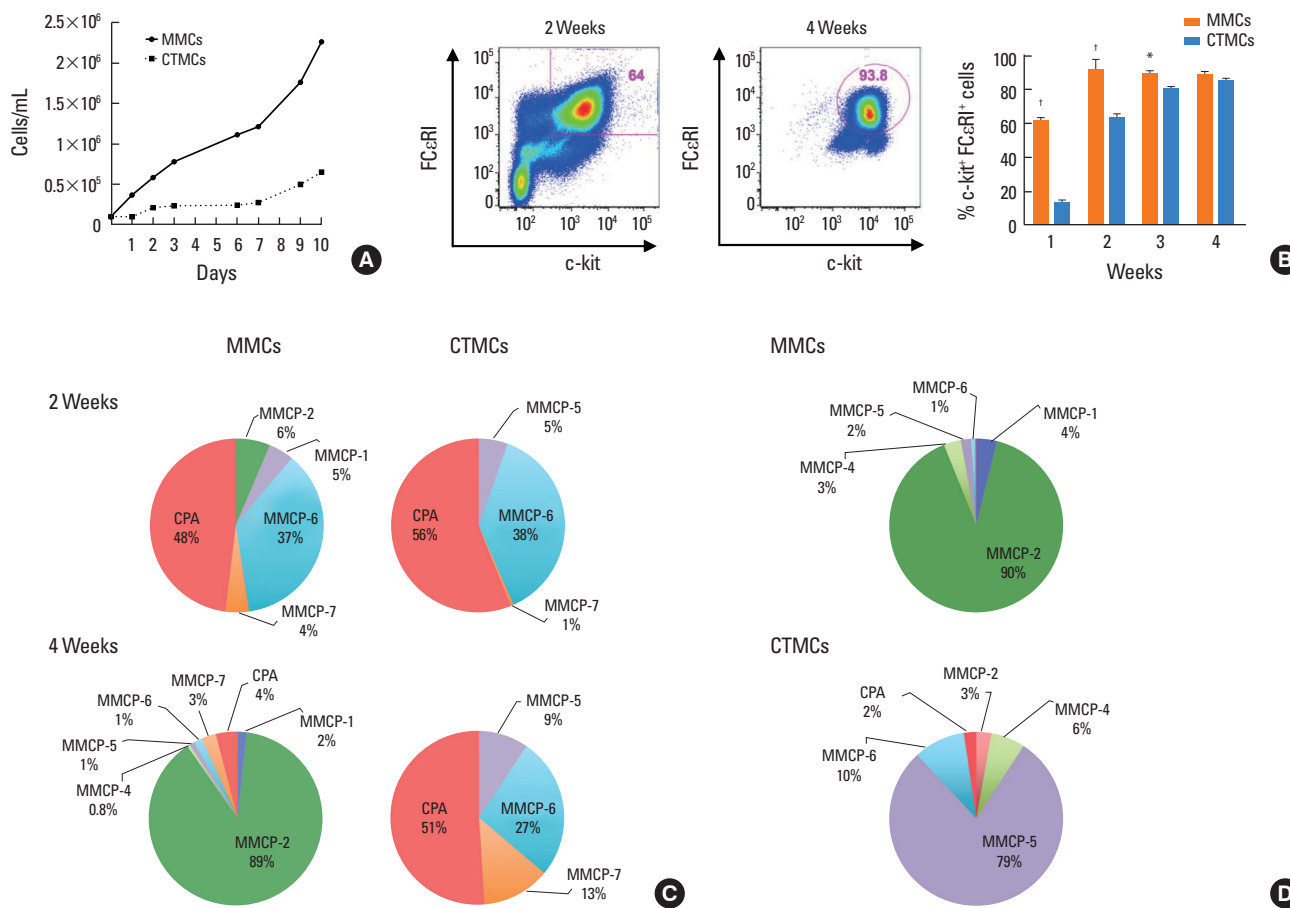 2.5×10⁶
2×10⁶
1.5×10⁶
1×10⁶
0.5×10⁵
0
Cells/mL
MMCs
CTMCs
1 2 3 4 5 6 7 8 9 10
Days
A
2 Weeks
10⁵
10⁴
10³
10²
0
FCεRI
64
10² 10³ 10⁴ 10⁵
c-kit
4 Weeks
10⁵
10⁴
10³
10²
0
FCεRI
93.8
10² 10³ 10⁴ 10⁵
c-kit
MMCs
CTMCs
100
80
60
40
20
0
% c-kit⁺ FCεRI⁺ cells
† † *
1 2 3 4
Weeks
B
MMCs CTMCs
2 Weeks
MMCP-2
6%
MMCP-1
5%
MMCP-6
37%
MMCP-7
4%
CPA
48%
MMCP-5
5%
MMCP-6
38%
MMCP-7
1%
CPA
56%
4 Weeks
MMCP-7
3%
CPA
4%
MMCP-6
1%
MMCP-1
2%
MMCP-5
1%
MMCP-4
0.8%
MMCP-2
89%
MMCP-5
9%
MMCP-6
27%
MMCP-7
13%
CPA
51%
C
MMCs
MMCP-6
1%
MMCP-5
2%
MMCP-1
4%
MMCP-4
3%
MMCP-2
90%
CTMCs
MMCP-2
3%
CPA
2%
MMCP-4
6%
MMCP-6
10%
MMCP-5
79%
D